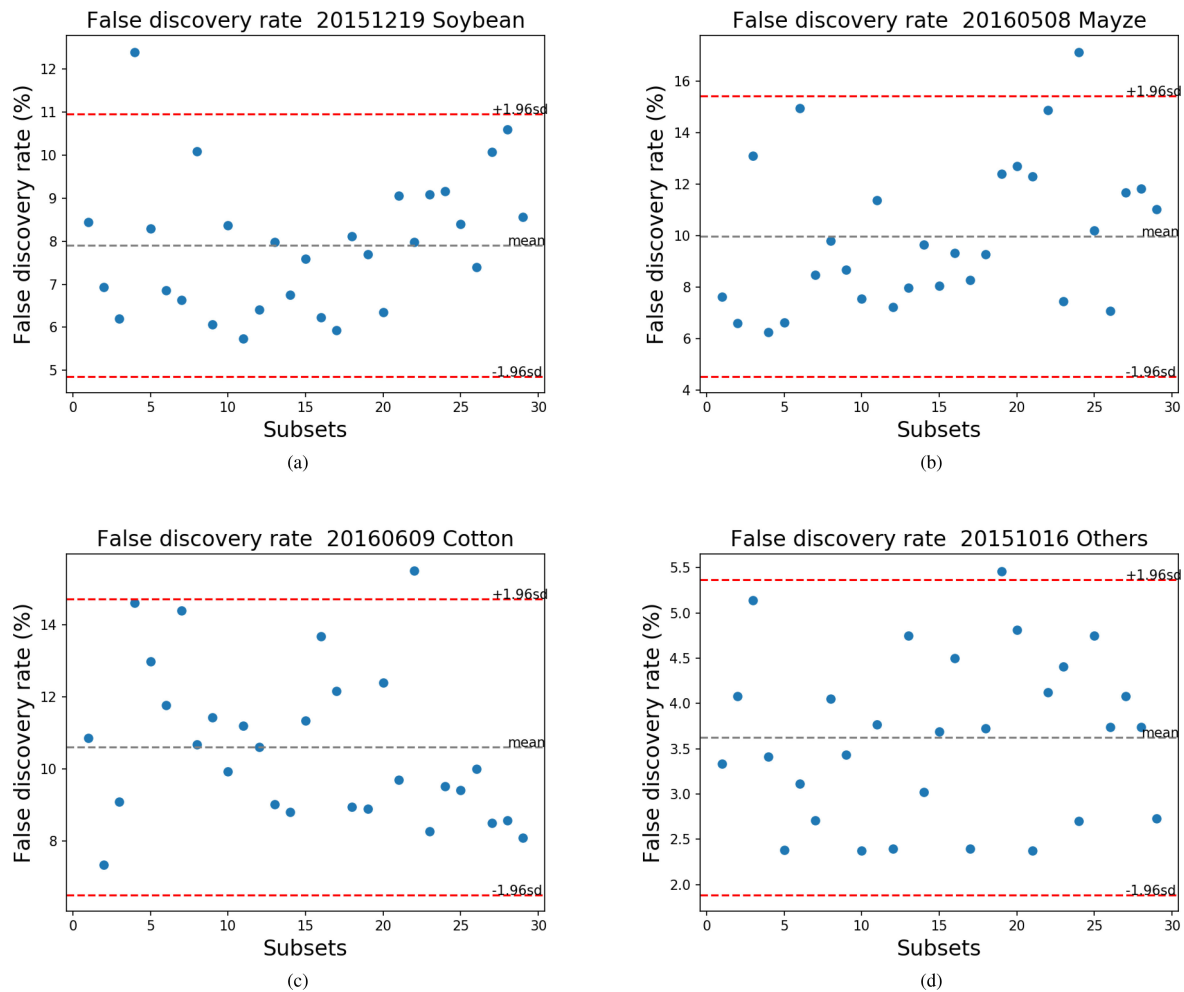 False discovery rate  20151219 Soybean
False discovery rate (%)
12
11
10
9
8
7
6
5
+1.96sd
mean
-1.96sd
0 5 10 15 20 25 30
Subsets
(a)
False discovery rate  20160508 Mayze
False discovery rate (%)
16
14
12
10
8
6
4
+1.96sd
mean
-1.96sd
0 5 10 15 20 25 30
Subsets
(b)
False discovery rate  20160609 Cotton
False discovery rate (%)
14
12
10
8
+1.96sd
mean
-1.96sd
0 5 10 15 20 25 30
Subsets
(c)
False discovery rate  20151016 Others
False discovery rate (%)
5.5
5.0
4.5
4.0
3.5
3.0
2.5
2.0
+1.96sd
mean
-1.96sd
0 5 10 15 20 25 30
Subsets
(d)